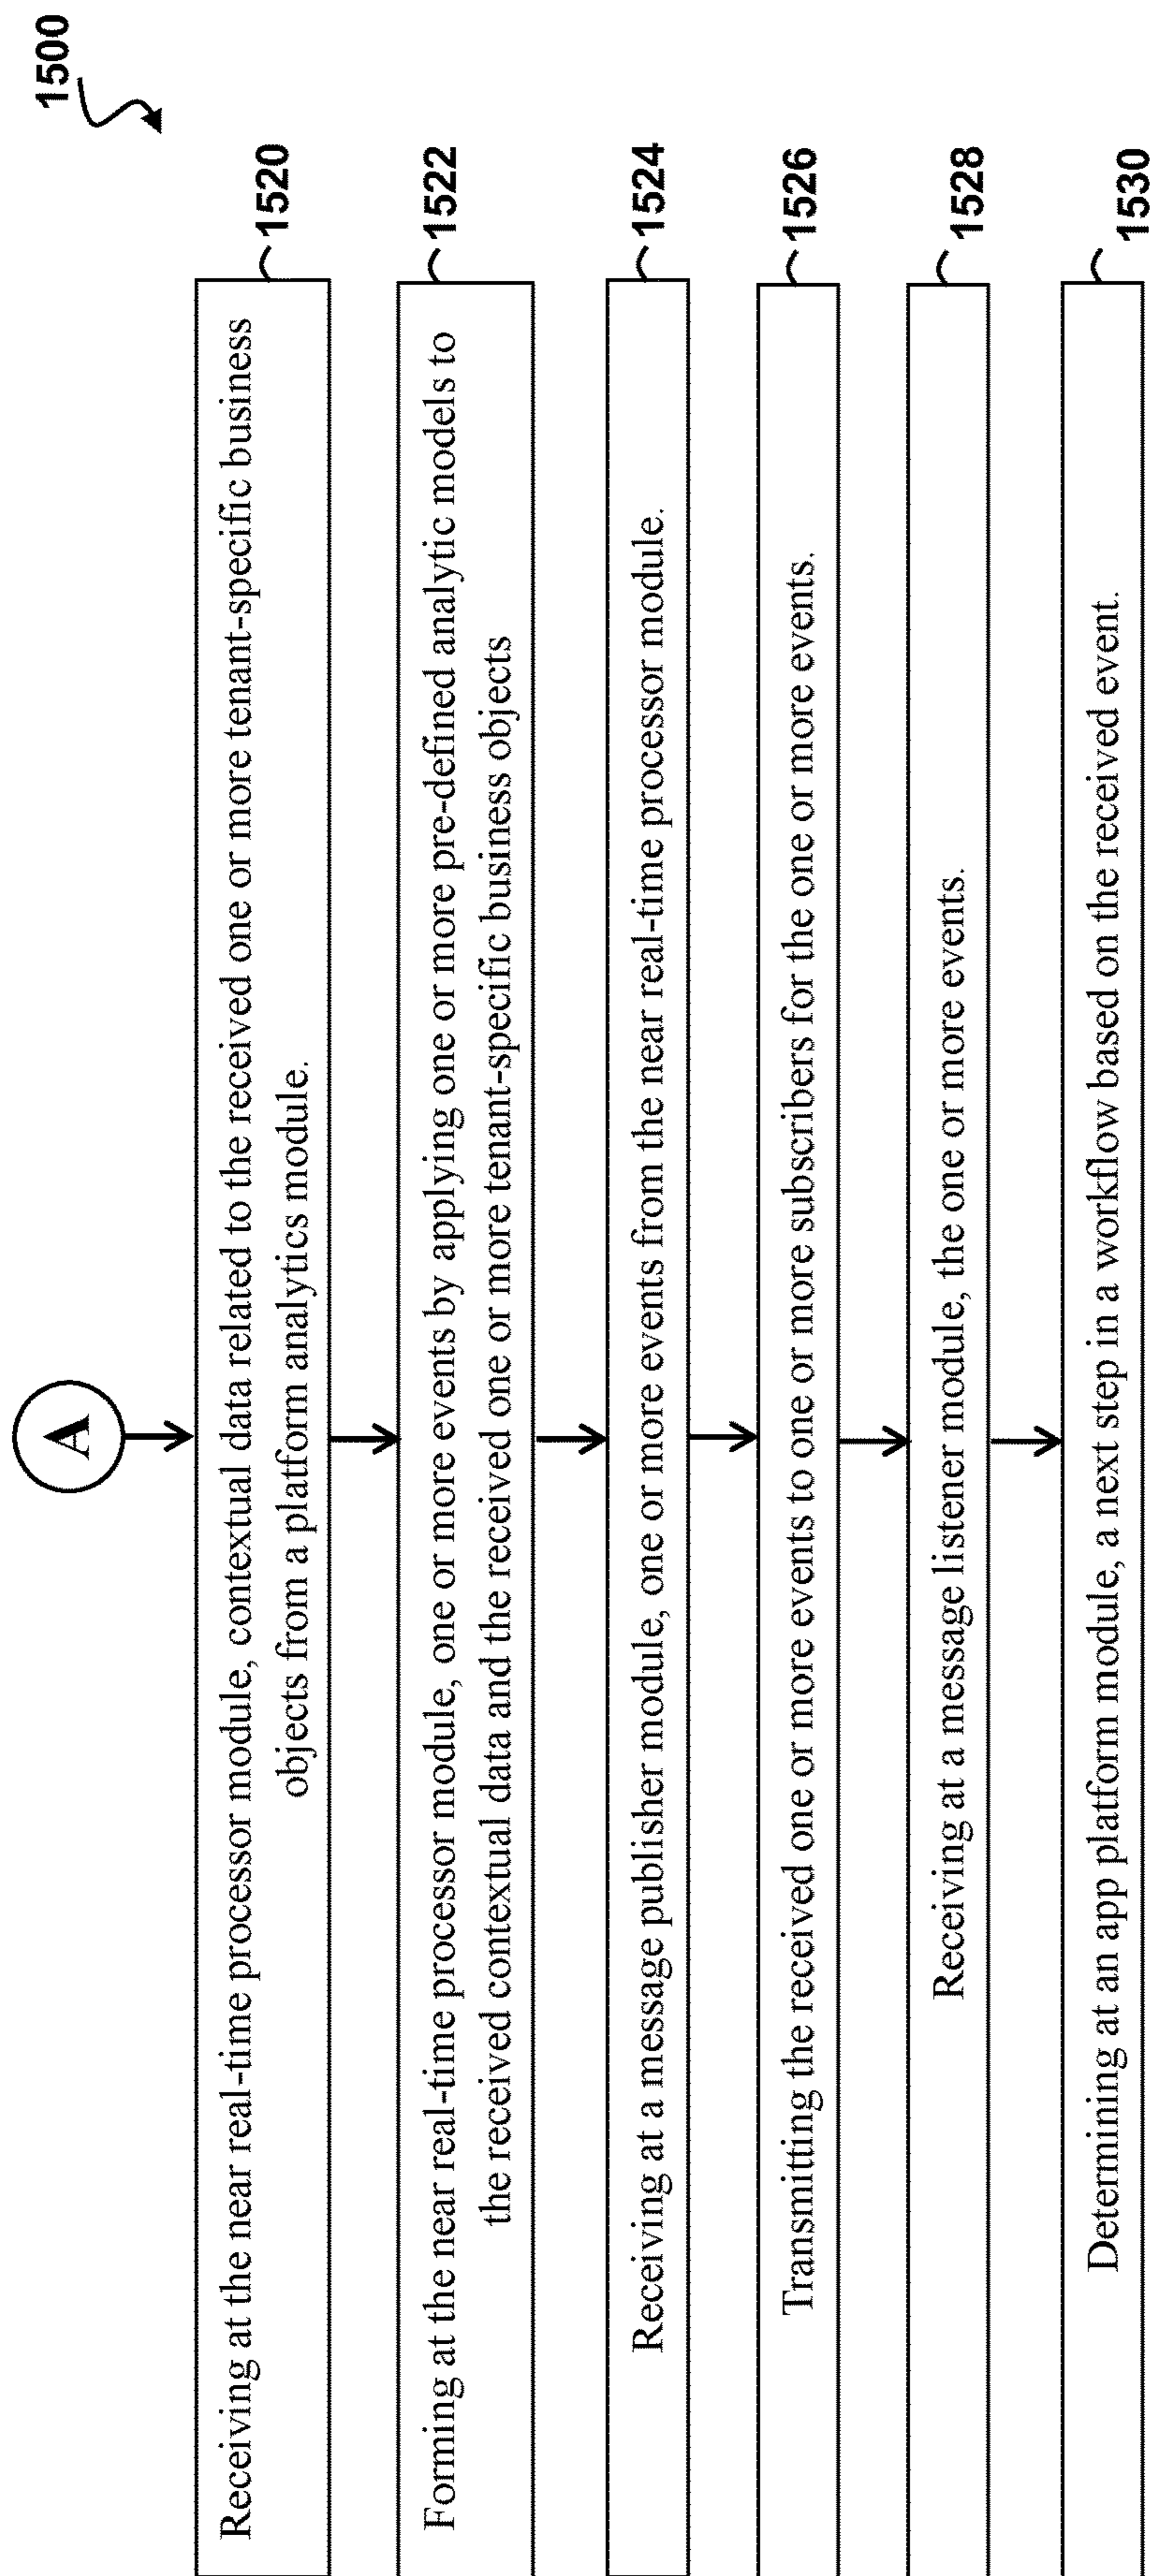 1500
A
Receiving at the near real-time processor module, contextual data related to the received one or more tenant-specific business
objects from a platform analytics module.
1520
Forming at the near real-time processor module, one or more events by applying one or more pre-defined analytic models to
the received contextual data and the received one or more tenant-specific business objects
1522
Receiving at a message publisher module, one or more events from the near real-time processor module.
1524
Transmitting the received one or more events to one or more subscribers for the one or more events.
1526
Receiving at a message listener module, the one or more events.
1528
Determining at an app platform module, a next step in a workflow based on the received event.
1530